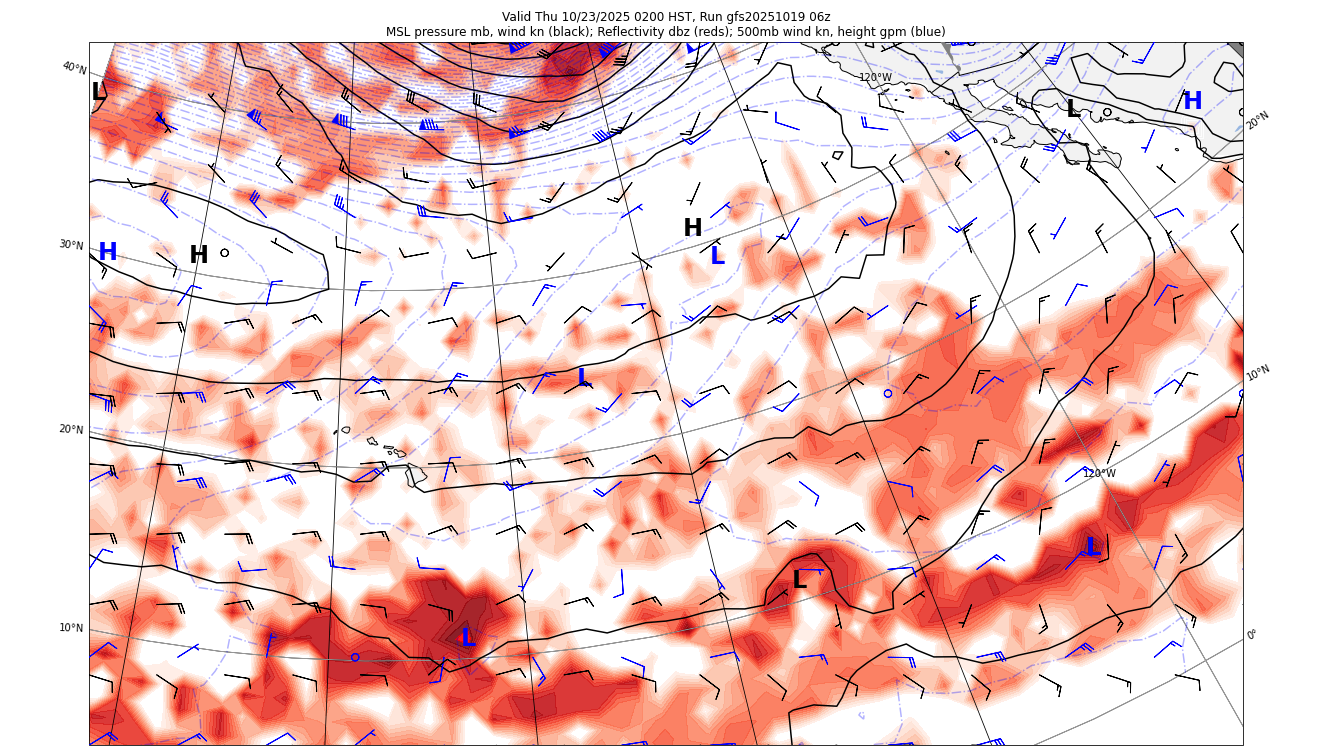 Valid Thu 10/23/2025 0200 HST, Run gfs20251019 06z
MSL pressure mb, wind kn (black); Reflectivity dbz (reds); 500mb wind kn, height gpm (blue)
40°N
120°W
L
L
H
20°N
30°N
H
H
H
L
10°N
L
20°N
120°W
L
L
10°N
L
0°